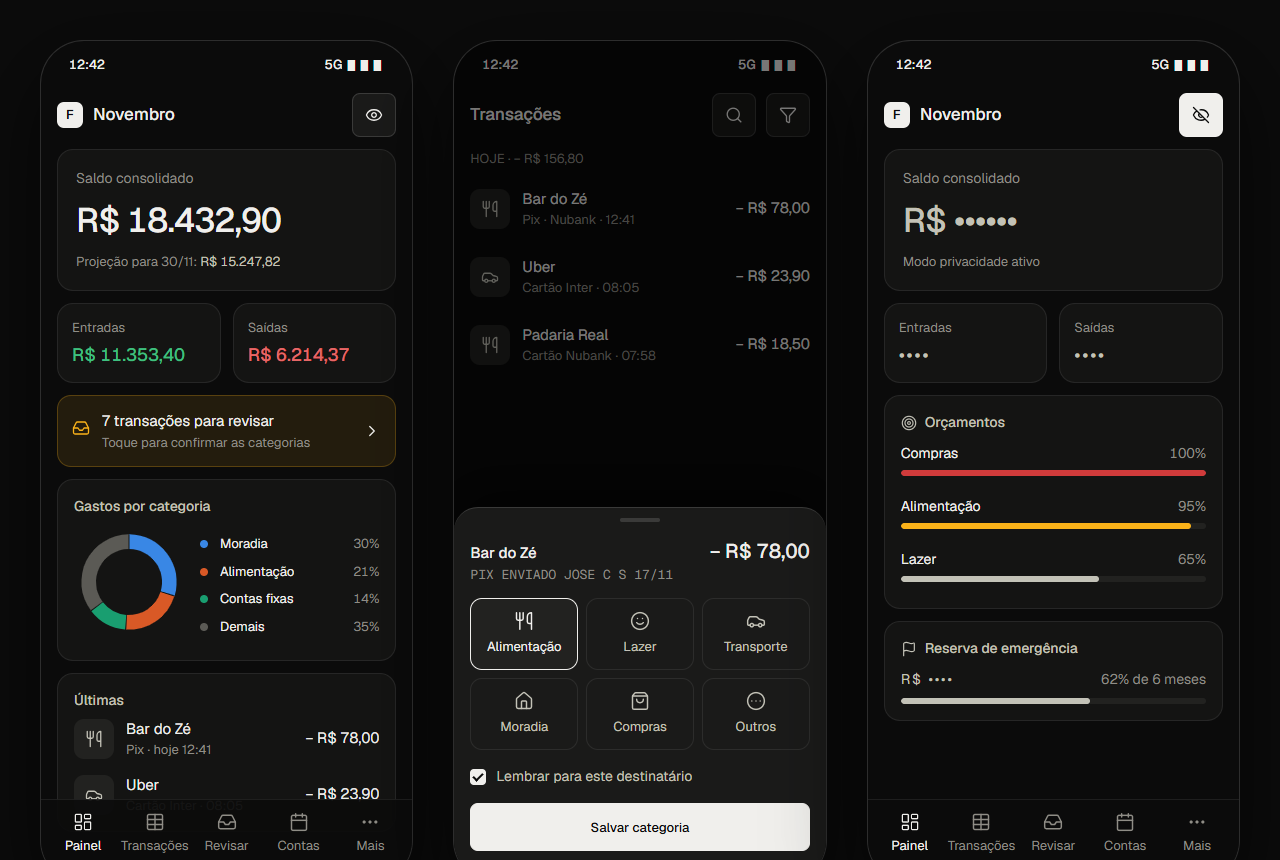 12:42
5G
F
Novembro
Saldo consolidado
R$ 18.432,90
Projeção para 30/11: R$ 15.247,82
Entradas
R$ 11.353,40
Saídas
R$ 6.214,37
7 transações para revisar
Toque para confirmar as categorias
Gastos por categoria
Moradia 30%
Alimentação 21%
Contas fixas 14%
Demais 35%
Últimas
Bar do Zé
– R$ 78,00
Pix · hoje 12:41
Uber
– R$ 23,90
Cartão Inter · 08:05
Painel
Transações
Revisar
Contas
Mais
12:42
5G
Transações
HOJE · – R$ 156,80
Bar do Zé
– R$ 78,00
Pix · Nubank · 12:41
Uber
– R$ 23,90
Cartão Inter · 08:05
Padaria Real
– R$ 18,50
Cartão Nubank · 07:58
Bar do Zé
– R$ 78,00
PIX ENVIADO JOSE C S 17/11
Alimentação
Lazer
Transporte
Moradia
Compras
Outros
Lembrar para este destinatário
Salvar categoria
12:42
5G
F
Novembro
Saldo consolidado
R$ ••••••
Modo privacidade ativo
Entradas
••••
Saídas
••••
Orçamentos
Compras 100%
Alimentação 95%
Lazer 65%
Reserva de emergência
R$ •••• 62% de 6 meses
Painel
Transações
Revisar
Contas
Mais